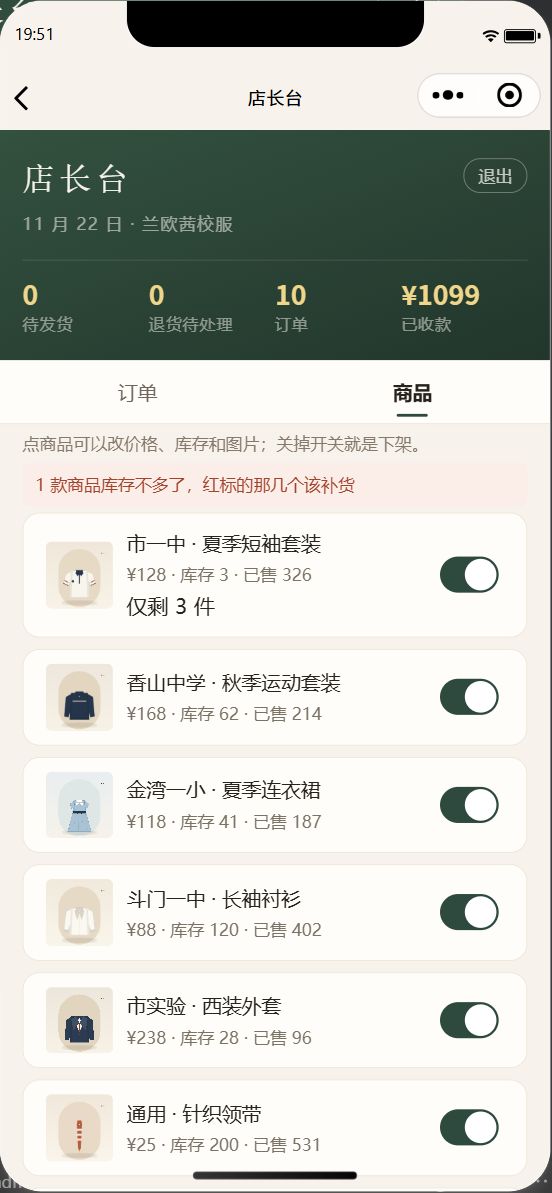 19:51
店长台
店长台
退出
11 月 22 日 · 兰欧茜校服
0
0
10
¥1099
待发货
退货待处理
订单
已收款
订单
商品
点商品可以改价格、库存和图片；关掉开关就是下架。
1 款商品库存不多了，红标的那几个该补货
市一中 · 夏季短袖套装
¥128 · 库存 3 · 已售 326
仅剩 3 件
香山中学 · 秋季运动套装
¥168 · 库存 62 · 已售 214
金湾一小 · 夏季连衣裙
¥118 · 库存 41 · 已售 187
斗门一中 · 长袖衬衫
¥88 · 库存 120 · 已售 402
市实验 · 西装外套
¥238 · 库存 28 · 已售 96
通用 · 针织领带
¥25 · 库存 200 · 已售 531